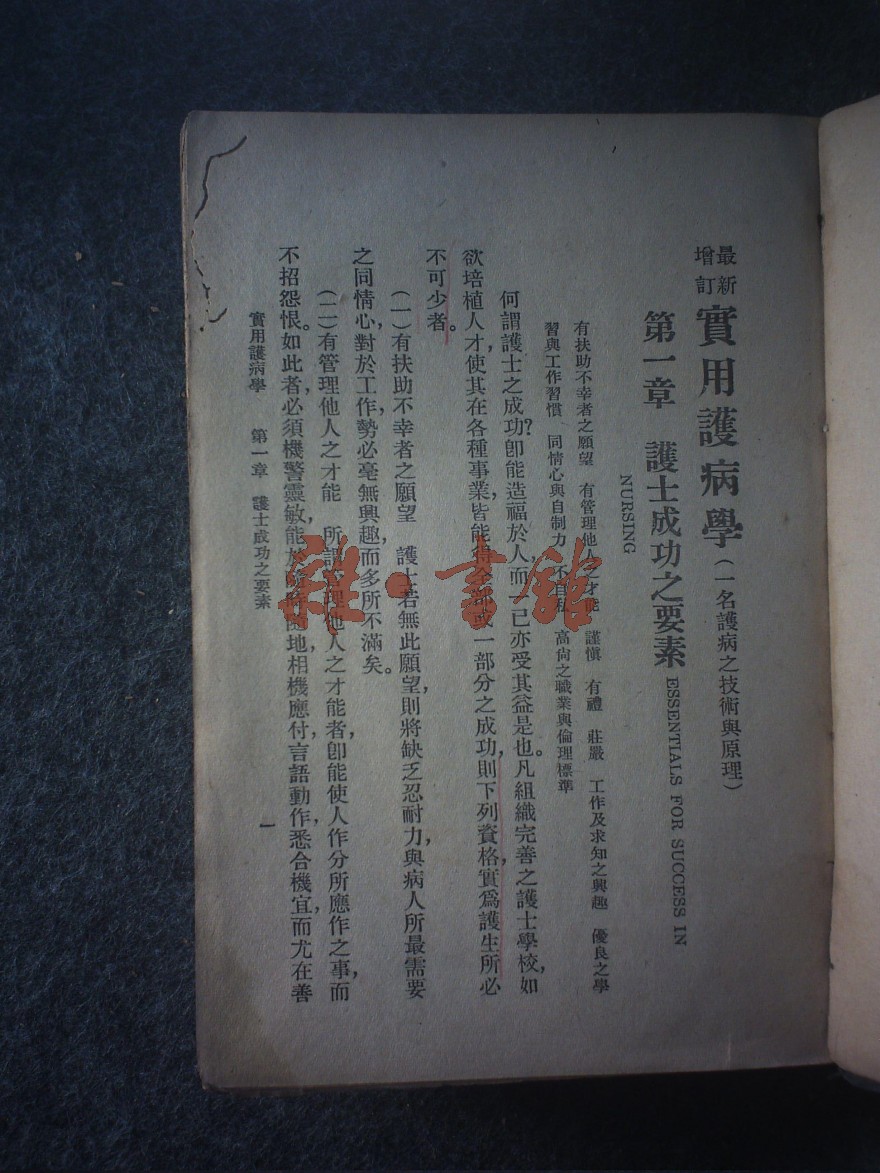 最新增訂
實用護病學(一名護病之技術與原理)
第一章 護士成功之要素 ESSENTIALS FOR SUCCESS IN
NURSING
有扶助不幸者之願望 有管理他人之才能 謹愼 有禮 莊嚴 工作及求知之興趣 優良之學
習與工作習慣 同情心與自制力 不自私 高尙之職業與倫理標準
何謂護士之成功?卽能造福於人,而一己亦受其益是也。凡組織完善之護士學校,如
欲培植人才,使其在各種事業,皆能得全部或一部分之成功,則下列資格,實爲護生所必
不可少者。
(一)有扶助不幸者之願望 護士若無此願望,則將缺乏忍耐力,與病人所最需要
之同情心,對於工作,勢必毫無興趣,而多所不滿矣。
(二)有管理他人之才能 所謂管理他人之才能者,卽能使人作分所應作之事,而
不招怨恨。如此者,必須機警靈敏,能於地,相機應付,言語動作,悉合機宜,而尤在善
實用護病學 第一章 護士成功之要素
一
雜·書館